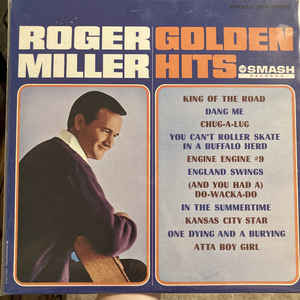 ROGER
MILLER
GOLDEN
HITS
SMASH
RECORDS
KING OF THE ROAD
DANG ME
CHUG-A-LUG
YOU CAN'T ROLLER SKATE
IN A BUFFALO HERD
ENGINE ENGINE #9
ENGLAND SWINGS
(AND YOU HAD A)
DO-WACKA-DO
IN THE SUMMERTIME
KANSAS CITY STAR
ONE DYING AND A BURYING
ATTA BOY GIRL